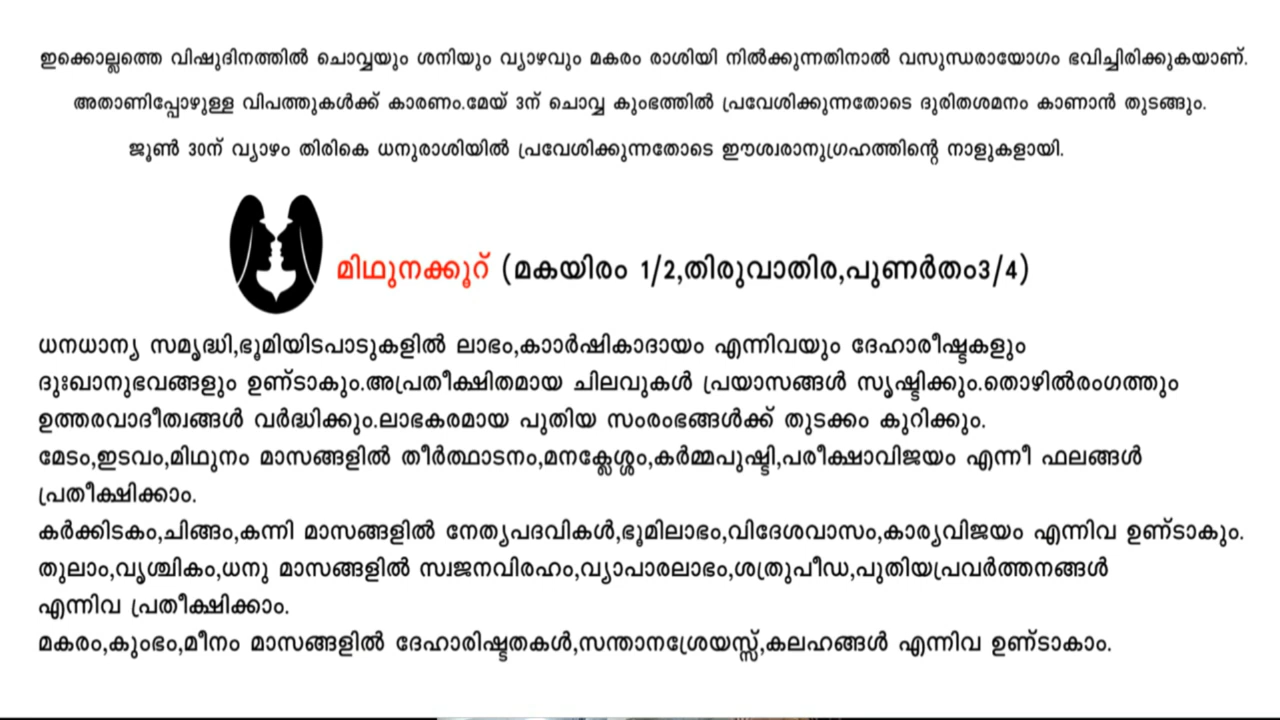 ഇക്കൊല്ലത്തെ വിഷുദിനത്തിൽ ചൊവ്വയും ശനിയും വ്യാഴവും മകരം രാശിയി നിൽക്കുന്നതിനാൽ വസുന്ധരായോഗം ഭവിച്ചിരിക്കുകയാണ്.
അതാണിപ്പോഴുള്ള വിപത്തുകൾക്ക് കാരണം.മേയ് 3ന് ചൊവ്വ കുംഭത്തിൽ പ്രവേശിക്കുന്നതോടെ ദുരിതശമനം കാണാൻ തുടങ്ങും.
ജൂൺ 30ന് വ്യാഴം തിരികെ ധനുരാശിയിൽ പ്രവേശിക്കുന്നതോടെ ഈശ്വരാനുഗ്രഹത്തിന്റെ നാളുകളായി.
മിഥുനക്കൂറ് (മകയിരം 1/2,തിരുവാതിര,പുണർതം3/4)
ധനധാന്യ സമൃദ്ധി,ഭൂമിയിടപാടുകളിൽ ലാഭം,കാാർഷികാദായം എന്നിവയും ദേഹാരീഷ്ടകളും
ദുഃഖാനുഭവങ്ങളും ഉണ്ടാകും.അപ്രതീക്ഷിതമായ ചിലവുകൾ പ്രയാസങ്ങൾ സൃഷ്ടിക്കും.തൊഴിൽരംഗത്തും
ഉത്തരവാദീത്വങ്ങൾ വർദ്ധിക്കും.ലാഭകരമായ പുതിയ സംരംഭങ്ങൾക്ക് തുടക്കം കുറിക്കും.
മേടം,ഇടവം,മിഥുനം മാസങ്ങളിൽ തീർത്ഥാടനം,മനക്ലേശ്ശം,കർമ്മപുഷ്ടി,പരീക്ഷാവിജയം എന്നീ ഫലങ്ങൾ
പ്രതീക്ഷിക്കാം.
കർക്കിടകം,ചിങ്ങം,കന്നി മാസങ്ങളിൽ നേത്യപദവികൾ,ഭൂമിലാഭം,വിദേശവാസം,കാര്യവിജയം എന്നിവ ഉണ്ടാകും.
തുലാം,വൃശ്ചികം,ധനു മാസങ്ങളിൽ സ്വജനവിരഹം,വ്യാപാരലാഭം,ശത്രുപീഡ,പുതിയപ്രവർത്തനങ്ങൾ
എന്നിവ പ്രതീക്ഷിക്കാം.
മകരം,കുംഭം,മീനം മാസങ്ങളിൽ ദേഹാരിഷ്ടതകൾ,സന്താനശ്രേയസ്സ്,കലഹങ്ങൾ എന്നിവ ഉണ്ടാകാം.